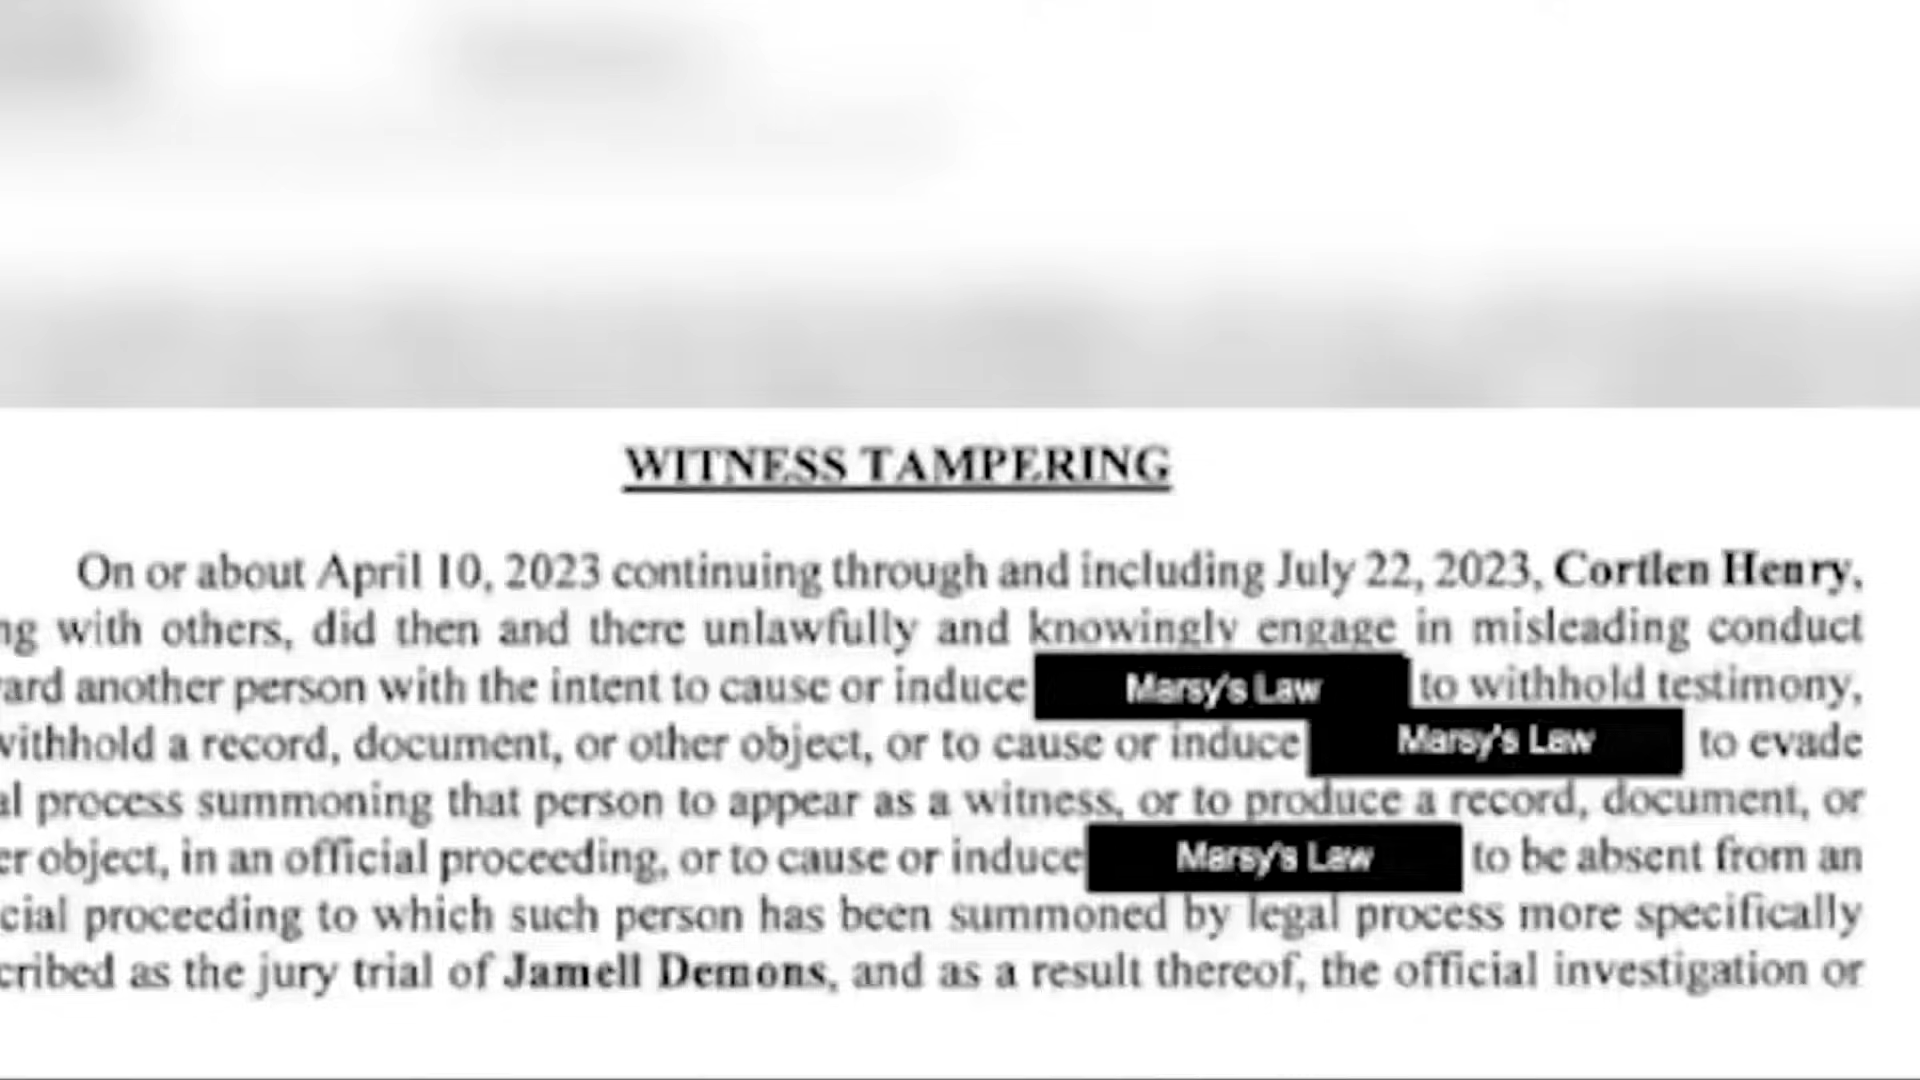 WITNESS TAMPERING
On or about April 10, 2023 continuing through and including July 22, 2023, Cortlen Henry,
ng with others, did then and there unlawfully and knowingly engage in misleading conduct
ard another person with the intent to cause or induce Marsy's Law to withhold testimony,
withhold a record, document, or other object, or to cause or induce Marsy's Law to evade
al process summoning that person to appear as a witness, or to produce a record, document, or
er object, in an official proceeding, or to cause or induce Marsy's Law to be absent from an
cial proceeding to which such person has been summoned by legal process more specifically
cribed as the jury trial of Jamell Demons, and as a result thereof, the official investigation or